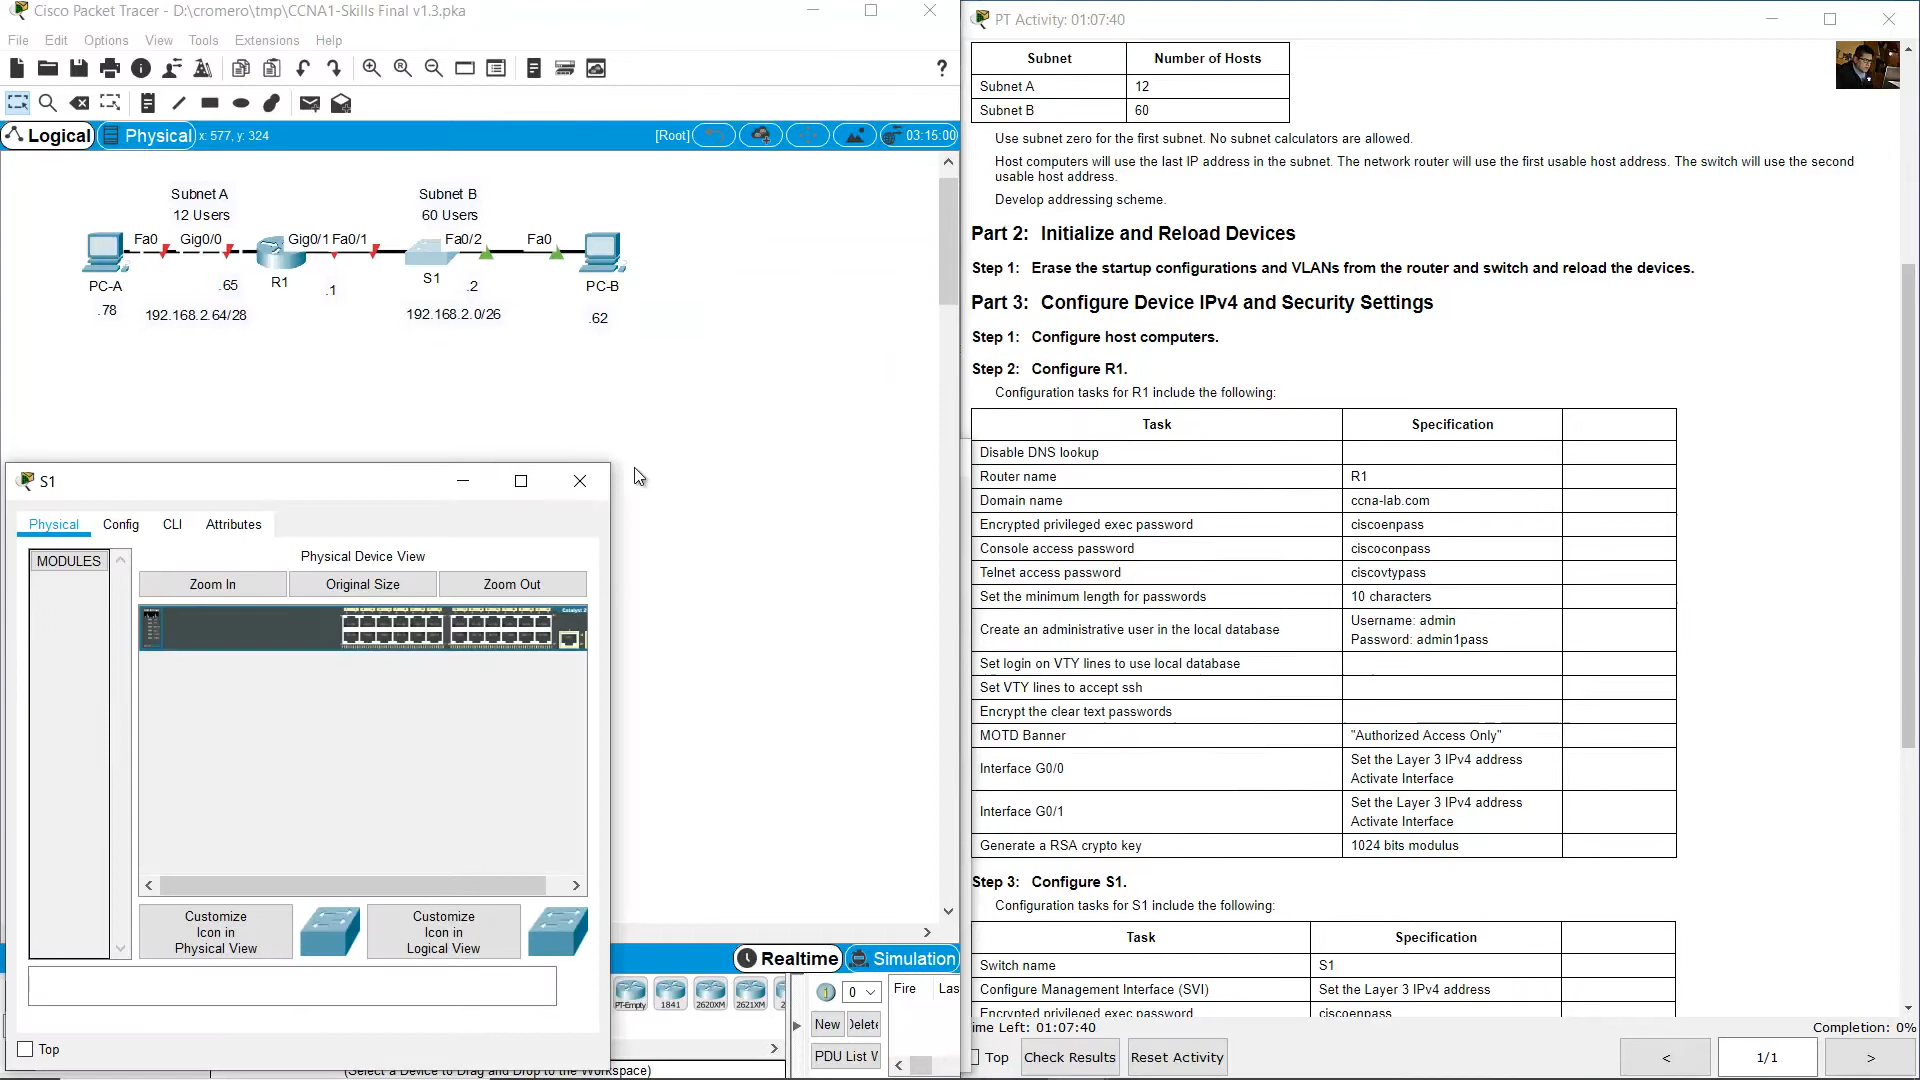 Cisco Packet Tracer - D:\cromero\tmp\CCNA1-Skills Final v1.3.pka
File Edit Options View Tools Extensions Help
Logical Physical x: 577, y: 324 [Root] 03:15:00
Subnet A
12 Users
Subnet B
60 Users
Fa0 Gig0/0 Gig0/1 Fa0/1 Fa0/2 Fa0
PC-A R1 S1 PC-B
.65 .1 .2
.78 192.168.2.64/28 192.168.2.0/26 .62
S1
Physical Config CLI Attributes
MODULES
Physical Device View
Zoom In Original Size Zoom Out
Customize
Icon in
Physical View
Customize
Icon in
Logical View
Top
Realtime Simulation
PT-Empty 1841 2620XM 2621XM
0 Fire Las
New Delete
PDU List W
(Select a Device to Drag and Drop to the Workspace)
PT Activity: 01:07:40
Subnet Number of Hosts
Subnet A 12
Subnet B 60
Use subnet zero for the first subnet. No subnet calculators are allowed.
Host computers will use the last IP address in the subnet. The network router will use the first usable host address. The switch will use the second
usable host address.
Develop addressing scheme.
Part 2: Initialize and Reload Devices
Step 1: Erase the startup configurations and VLANs from the router and switch and reload the devices.
Part 3: Configure Device IPv4 and Security Settings
Step 1: Configure host computers.
Step 2: Configure R1.
Configuration tasks for R1 include the following:
Task Specification
Disable DNS lookup
Router name R1
Domain name ccna-lab.com
Encrypted privileged exec password ciscoenpass
Console access password ciscoconpass
Telnet access password ciscovtypass
Set the minimum length for passwords 10 characters
Create an administrative user in the local database Username: admin
Password: admin1pass
Set login on VTY lines to use local database
Set VTY lines to accept ssh
Encrypt the clear text passwords
MOTD Banner "Authorized Access Only"
Interface G0/0 Set the Layer 3 IPv4 address
Activate Interface
Interface G0/1 Set the Layer 3 IPv4 address
Activate Interface
Generate a RSA crypto key 1024 bits modulus
Step 3: Configure S1.
Configuration tasks for S1 include the following:
Task Specification
Switch name S1
Configure Management Interface (SVI) Set the Layer 3 IPv4 address
Encrypted privileged exec password ciscoenpass
ime Left: 01:07:40 Completion: 0%
Top Check Results Reset Activity < 1/1 >